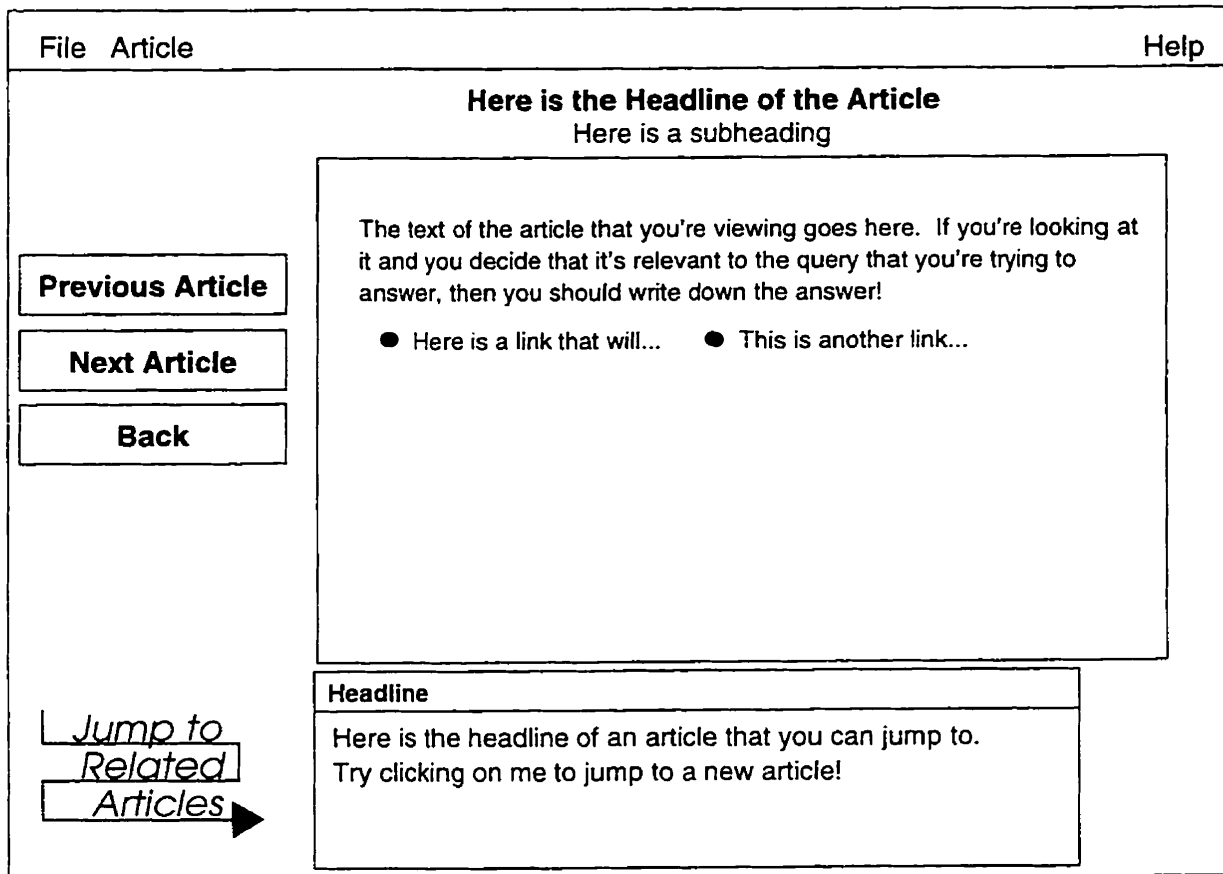 File Article Help
Here is the Headline of the Article
Here is a subheading
The text of the article that you're viewing goes here. If you're looking at
it and you decide that it's relevant to the query that you're trying to
answer, then you should write down the answer!
● Here is a link that will... ● This is another link...
Previous Article
Next Article
Back
Headline
Here is the headline of an article that you can jump to.
Try clicking on me to jump to a new article!
Jump to
Related
Articles